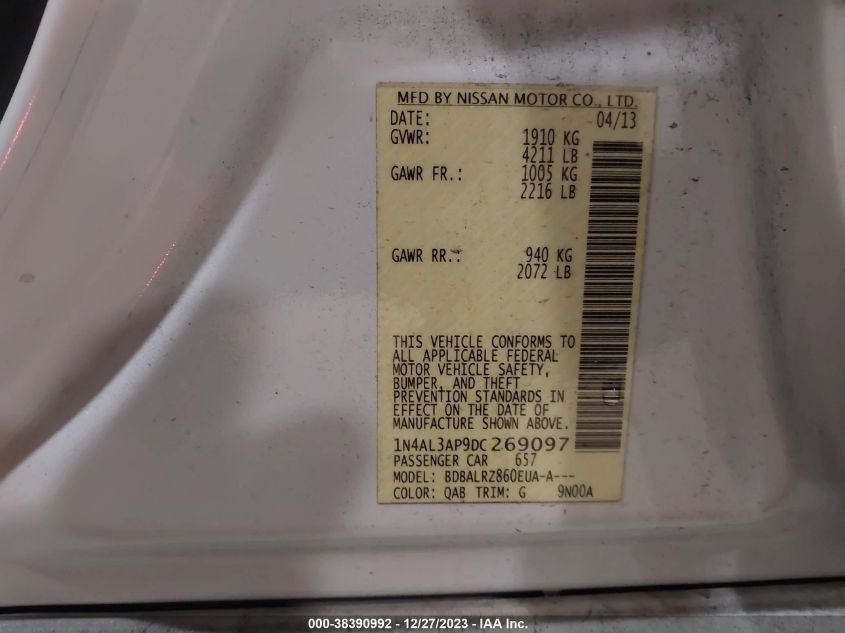 MFD BY NISSAN MOTOR CO., LTD.
DATE: 04/13
GVWR: 1910 KG
4211 LB
GAWR FR.: 1005 KG
2216 LB
GAWR RR.: 940 KG
2072 LB
THIS VEHICLE CONFORMS TO
ALL APPLICABLE FEDERAL
MOTOR VEHICLE SAFETY,
BUMPER, AND THEFT
PREVENTION STANDARDS IN
EFFECT ON THE DATE OF
MANUFACTURE SHOWN ABOVE.
1N4AL3AP9DC269097
PASSENGER CAR 657
MODEL: BDBALRZ860EUA-A---
COLOR: QAB TRIM: G 9N00A
000-38390992 - 12/27/2023 - IAA Inc.